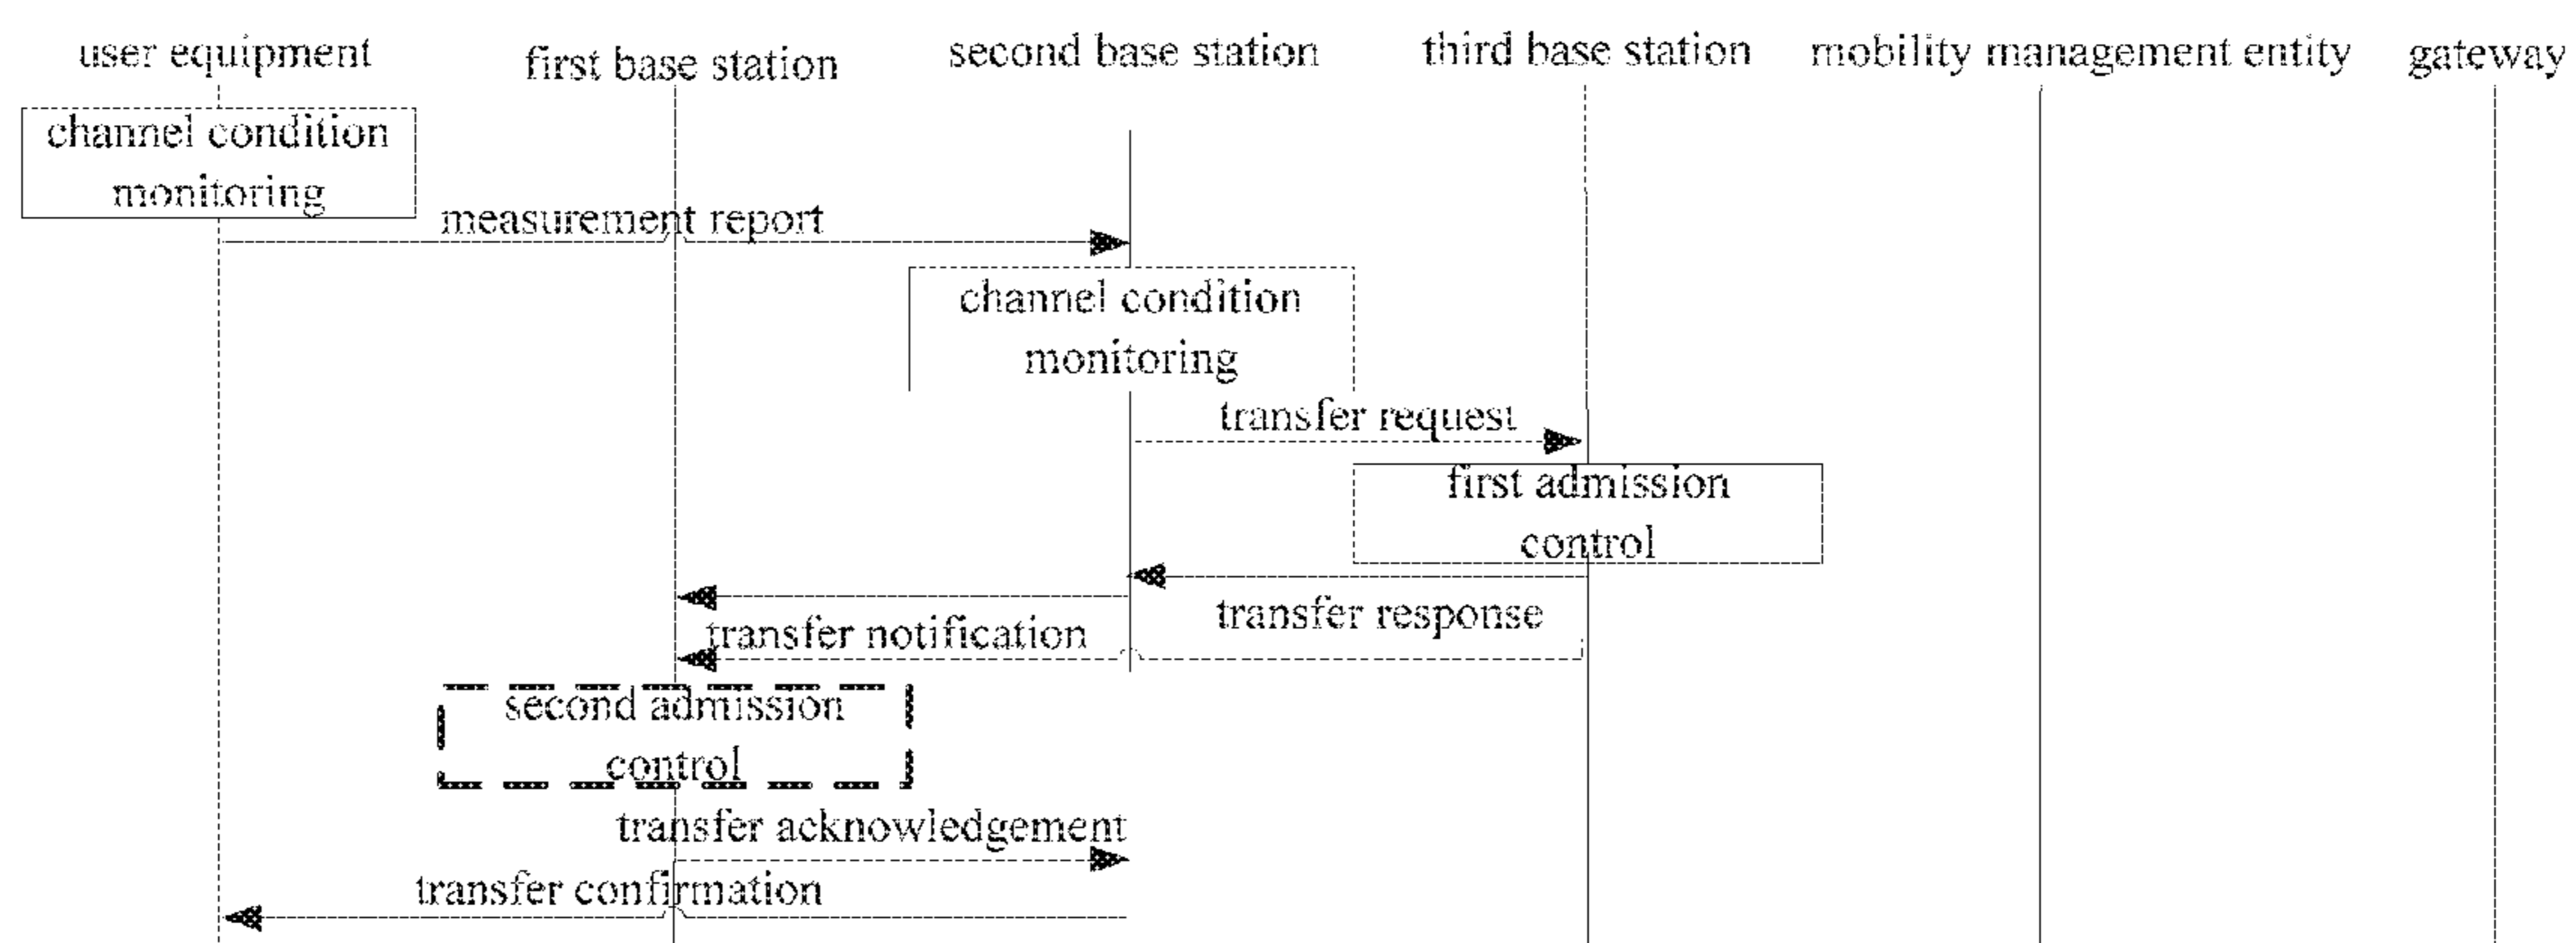 user equipment
first base station
second base station
third base station
mobility management entity
gateway
channel condition
monitoring
measurement report
channel condition
monitoring
transfer request
first admission
control
transfer response
transfer notification
second admission
control
transfer acknowledgement
transfer confirmation